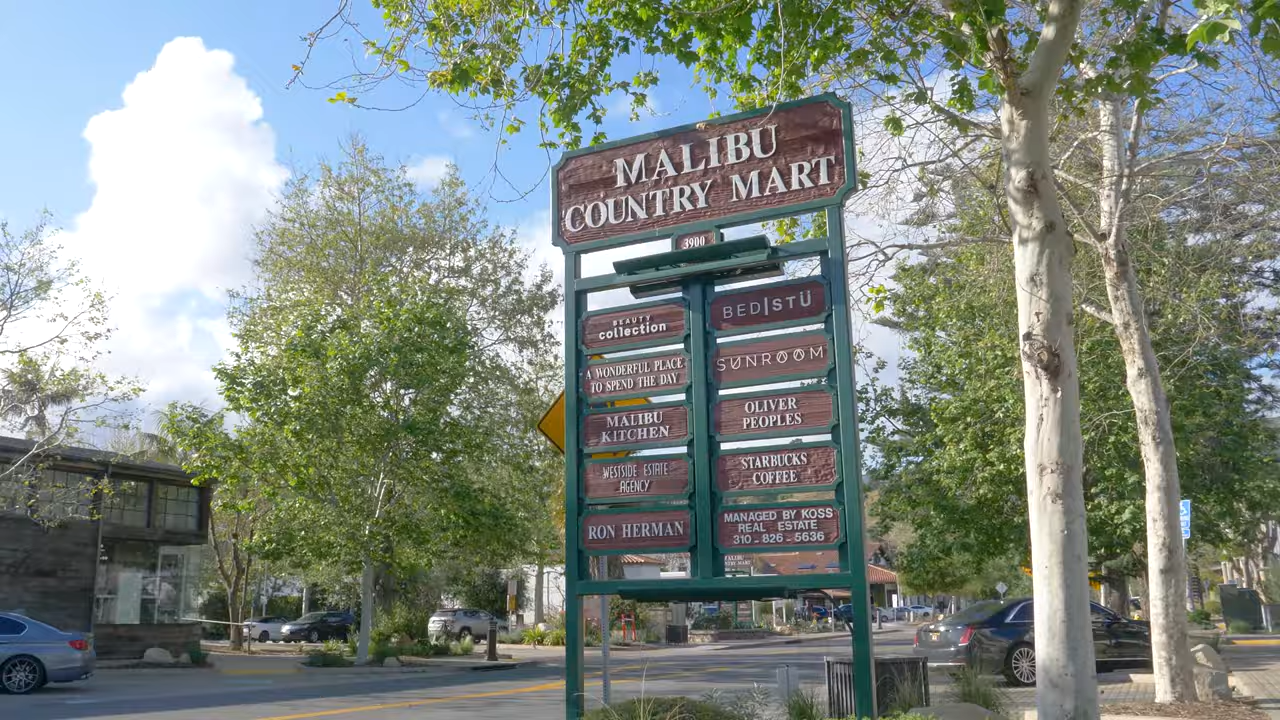 MALIBU
COUNTRY MART
3900
BEAUTY
collection
A WONDERFUL PLACE
TO SPEND THE DAY
MALIBU
KITCHEN
WESTSIDE ESTATE
AGENCY
RON HERMAN
BED|STÜ
SUNROOM
OLIVER
PEOPLES
STARBUCKS
COFFEE
MANAGED BY KOSS
REAL ESTATE
310-826-5636